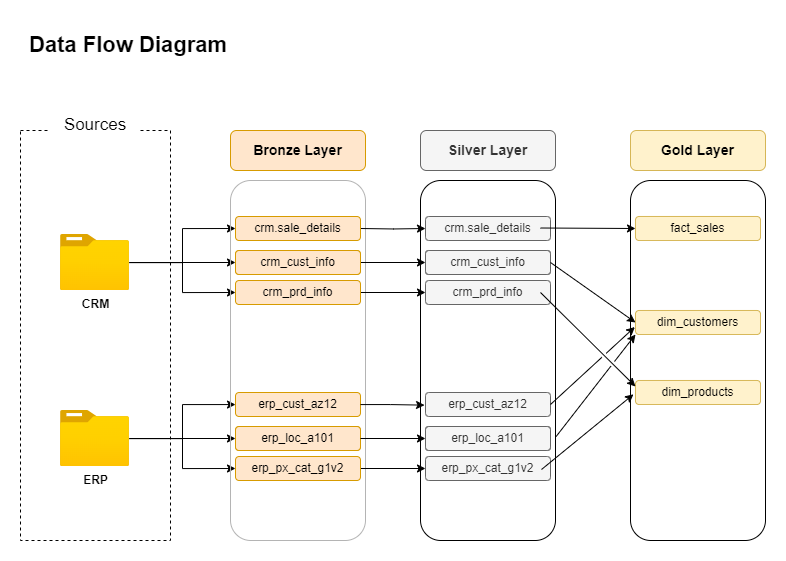 Data Flow Diagram
Sources
Bronze Layer
Silver Layer
Gold Layer
crm.sale_details
crm.sale_details
fact_sales
crm_cust_info
crm_cust_info
crm_prd_info
crm_prd_info
CRM
dim_customers
dim_products
erp_cust_az12
erp_cust_az12
erp_loc_a101
erp_loc_a101
erp_px_cat_g1v2
erp_px_cat_g1v2
ERP